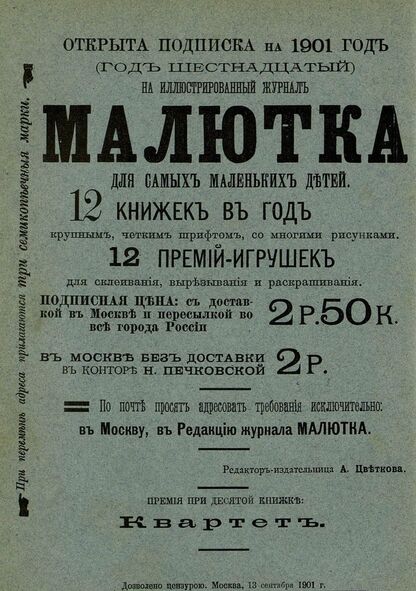 ОТКРЫТА ПОДПИСКА на 1901 ГОДЪ
(ГОДЪ ШЕСТНАДЦАТЫЙ)
НА ИЛЛЮСТРИРОВАННЫЙ ЖУРНАЛЪ
МАЛЮТКА
ДЛЯ САМЫХЪ МАЛЕНЬКИХЪ ДѢТЕЙ.
12 КНИЖЕКЪ ВЪ ГОДЪ
крупнымъ, четкимъ шрифтомъ, со многими рисунками.
12 ПРЕМІЙ-ИГРУШЕКЪ
для склеиванія, вырѣзыванія и раскрашиванія.
ПОДПИСНАЯ ЦѢНА: съ достав-
кой въ Москвѣ и пересылкой во
всѣ города Россіи
2 Р. 50 К.
ВЪ МОСКВѢ БЕЗЪ ДОСТАВКИ
ВЪ КОНТОРѢ Н. ПЕЧКОВСКОЙ
2 Р.
По почтѣ просятъ адресовать требованія исключительно:
въ Москву, въ Редакцію журнала МАЛЮТКА.
Редакторъ-издательница А. Цвѣткова.
ПРЕМІЯ ПРИ ДЕСЯТОЙ КНИЖКѢ:
Квартетъ.
Дозволено цензурою. Москва, 13 сентября 1901 г.
При перемѣнѣ адреса прилагаются три семикопѣечныя марки.